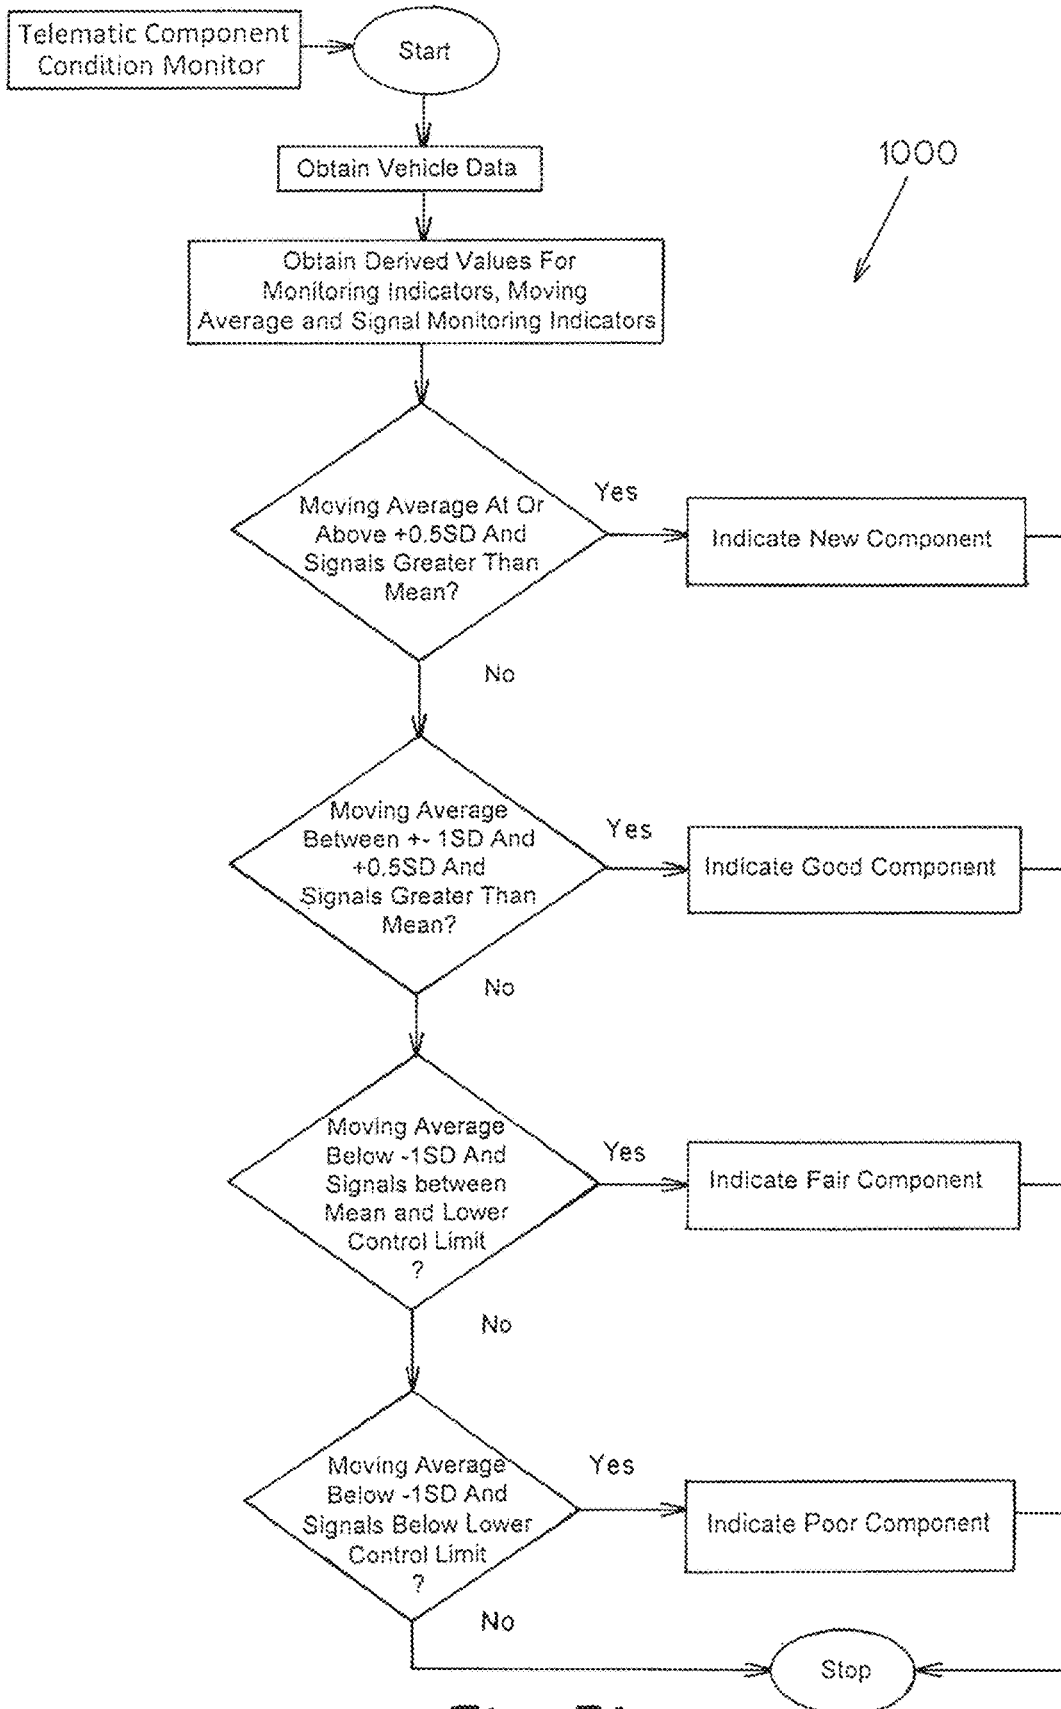 Telematic Component
Condition Monitor
Start
Obtain Vehicle Data
1000
Obtain Derived Values For
Monitoring Indicators, Moving
Average and Signal Monitoring Indicators
Moving Average At Or
Above +0.5SD And
Signals Greater Than
Mean?
Yes
Indicate New Component
No
Moving Average
Between +- 1SD And
+0.5SD And
Signals Greater Than
Mean?
Yes
Indicate Good Component
No
Moving Average
Below -1SD And
Signals between
Mean and Lower
Control Limit
?
Yes
Indicate Fair Component
No
Moving Average
Below -1SD And
Signals Below Lower
Control Limit
?
Yes
Indicate Poor Component
No
Stop